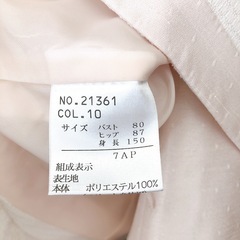 NO.21361
COL.10
サイズ バスト 80
ヒップ 87
身長 150
7AP
組成表示
表生地
本体 ポリエステル100%